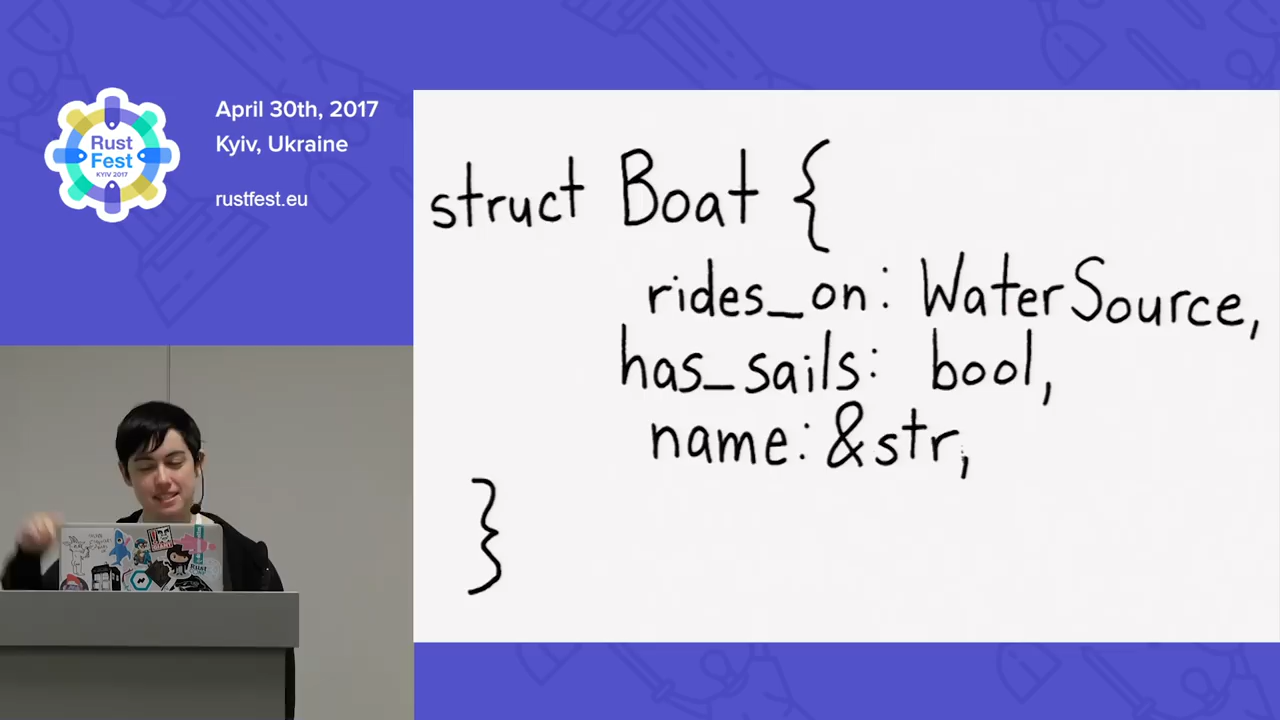 April 30th, 2017
Kyiv, Ukraine
rustfest.eu
Rust
Fest
KYIV 2017
struct Boat {
rides_on: WaterSource,
has_sails: bool,
name: &str,
}